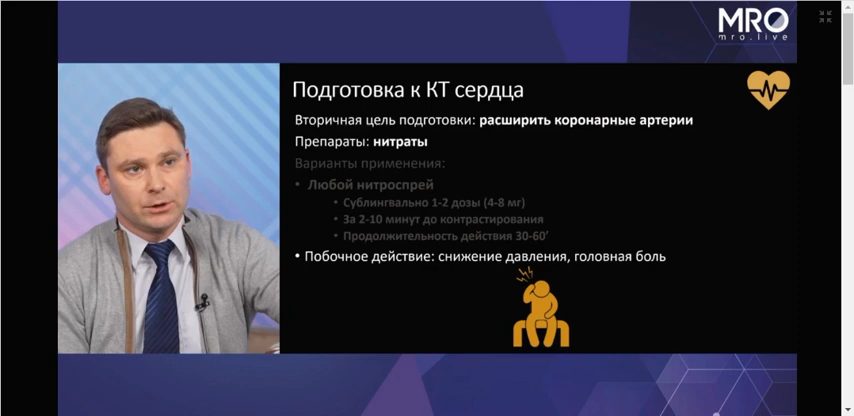 MRO
mro.live
Подготовка к КТ сердца
Вторичная цель подготовки: расширить коронарные артерии
Препараты: нитраты
Варианты применения:
• Любой нитроспрей
• Сублингвально 1-2 дозы (4-8 мг)
• За 2-10 минут до контрастирования
• Продолжительность действия 30-60’
• Побочное действие: снижение давления, головная боль